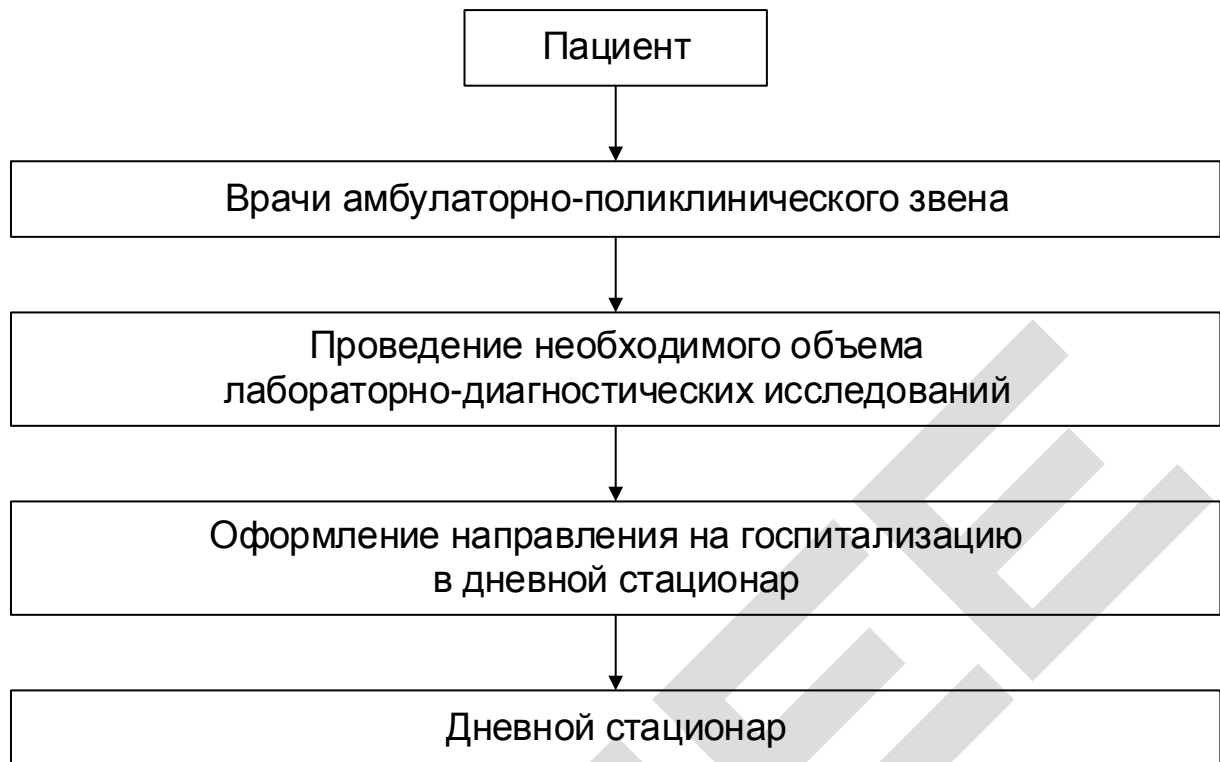 Пациент
Врачи амбулаторно-поликлинического звена
Проведение необходимого объема
лабораторно-диагностических исследований
Оформление направления на госпитализацию
в дневной стационар
Дневной стационар